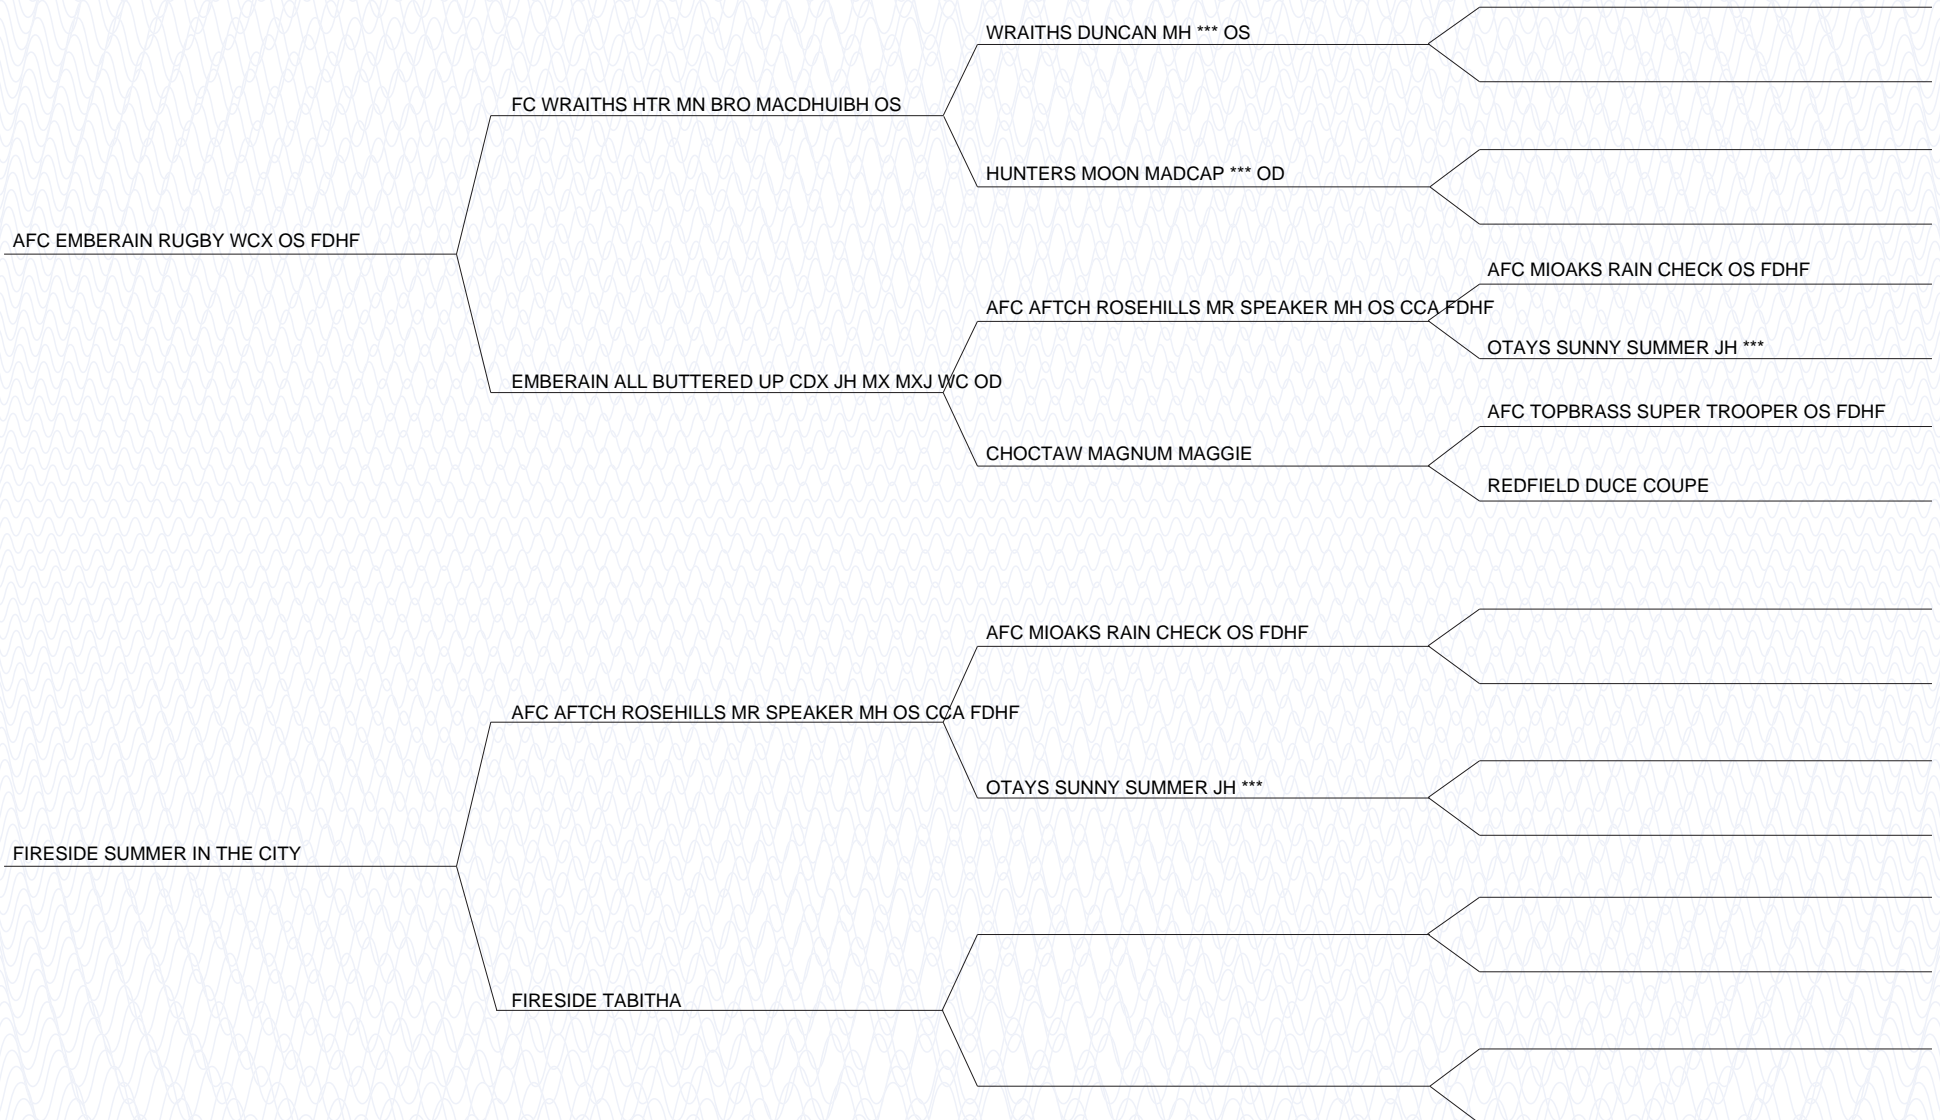 WRAITHS DUNCAN MH *** OS
FC WRAITHS HTR MN BRO MACDHUIBH OS
HUNTERS MOON MADCAP *** OD
AFC EMBERAIN RUGBY WCX OS FDHF
AFC MIOAKS RAIN CHECK OS FDHF
AFC AFTCH ROSEHILLS MR SPEAKER MH OS CCA FDHF
OTAYS SUNNY SUMMER JH ***
EMBERAIN ALL BUTTERED UP CDX JH MX MXJ WC OD
AFC TOPBRASS SUPER TROOPER OS FDHF
CHOCTAW MAGNUM MAGGIE
REDFIELD DUCE COUPE
AFC MIOAKS RAIN CHECK OS FDHF
AFC AFTCH ROSEHILLS MR SPEAKER MH OS CCA FDHF
OTAYS SUNNY SUMMER JH ***
FIRESIDE SUMMER IN THE CITY
FIRESIDE TABITHA